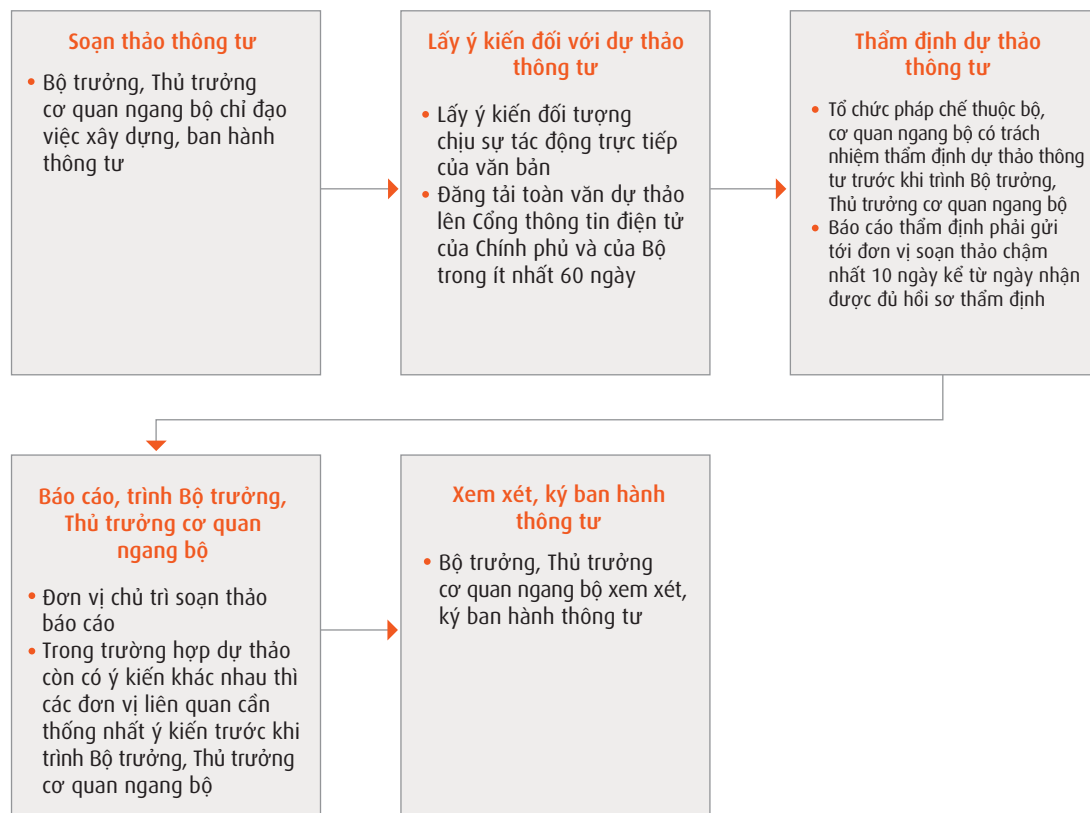 Soạn thảo thông tư
• Bộ trưởng, Thủ trưởng
cơ quan ngang bộ chỉ đạo
việc xây dựng, ban hành
thông tư
Lấy ý kiến đối với dự thảo
thông tư
• Lấy ý kiến đối tượng
chịu sự tác động trực tiếp
của văn bản
• Đăng tải toàn văn dự thảo
lên Cổng thông tin điện tử
của Chính phủ và của Bộ
trong ít nhất 60 ngày
Thẩm định dự thảo
thông tư
• Tổ chức pháp chế thuộc bộ,
cơ quan ngang bộ có trách
nhiệm thẩm định dự thảo thông
tư trước khi trình Bộ trưởng,
Thủ trưởng cơ quan ngang bộ
• Báo cáo thẩm định phải gửi
tới đơn vị soạn thảo chậm
nhất 10 ngày kể từ ngày nhận
được đủ hồi sơ thẩm định
Báo cáo, trình Bộ trưởng,
Thủ trưởng cơ quan
ngang bộ
• Đơn vị chủ trì soạn thảo
báo cáo
• Trong trường hợp dự thảo
còn có ý kiến khác nhau thì
các đơn vị liên quan cần
thống nhất ý kiến trước khi
trình Bộ trưởng, Thủ trưởng
cơ quan ngang bộ
Xem xét, ký ban hành
thông tư
• Bộ trưởng, Thủ trưởng
cơ quan ngang bộ xem xét,
ký ban hành thông tư